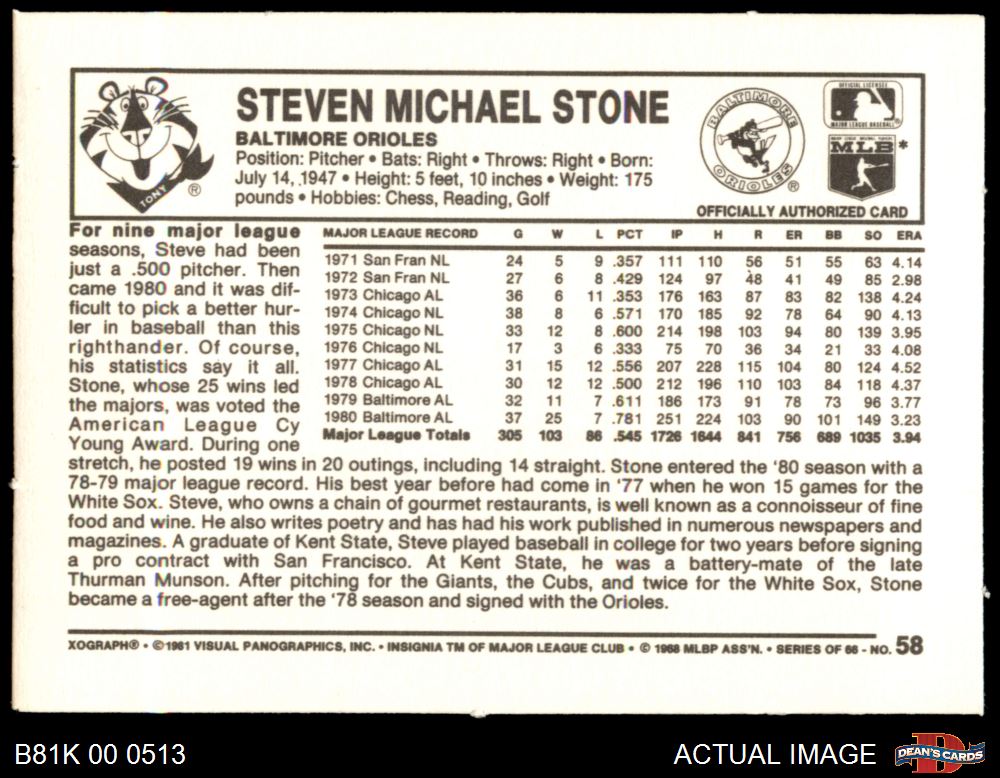 STEVEN MICHAEL STONE
BALTIMORE ORIOLES
Position: Pitcher • Bats: Right • Throws: Right • Born:
July 14, 1947 • Height: 5 feet, 10 inches • Weight: 175
pounds • Hobbies: Chess, Reading, Golf
TONY
®
BALTIMORE
ORIOLES
®
OFFICIAL LICENSEE
MAJOR LEAGUE BASEBALL
MLB *
OFFICIALLY AUTHORIZED CARD
For nine major league
seasons, Steve had been
just a .500 pitcher. Then
came 1980 and it was dif-
ficult to pick a better hur-
ler in baseball than this
righthander. Of course,
his statistics say it all.
Stone, whose 25 wins led
the majors, was voted the
American League Cy
Young Award. During one
MAJOR LEAGUE RECORD G W L PCT IP H R ER BB SO ERA
1971 San Fran NL 24 5 9 .357 111 110 56 51 55 63 4.14
1972 San Fran NL 27 6 8 .429 124 97 48 41 49 85 2.98
1973 Chicago AL 36 6 11 .353 176 163 87 83 82 138 4.24
1974 Chicago NL 38 8 6 .571 170 185 92 78 64 90 4.13
1975 Chicago NL 33 12 8 .600 214 198 103 94 80 139 3.95
1976 Chicago NL 17 3 6 .333 75 70 36 34 21 33 4.08
1977 Chicago AL 31 15 12 .556 207 228 115 104 80 124 4.52
1978 Chicago AL 30 12 12 .500 212 196 110 103 84 118 4.37
1979 Baltimore AL 32 11 7 .611 186 173 91 78 73 96 3.77
1980 Baltimore AL 37 25 7 .781 251 224 103 90 101 149 3.23
Major League Totals 305 103 86 .545 1726 1644 841 756 689 1035 3.94
stretch, he posted 19 wins in 20 outings, including 14 straight. Stone entered the '80 season with a
78-79 major league record. His best year before had come in '77 when he won 15 games for the
White Sox. Steve, who owns a chain of gourmet restaurants, is well known as a connoisseur of fine
food and wine. He also writes poetry and has had his work published in numerous newspapers and
magazines. A graduate of Kent State, Steve played baseball in college for two years before signing
a pro contract with San Francisco. At Kent State, he was a battery-mate of the late
Thurman Munson. After pitching for the Giants, the Cubs, and twice for the White Sox, Stone
became a free-agent after the '78 season and signed with the Orioles.
XOGRAPH® • ©1981 VISUAL PANOGRAPHICS, INC. • INSIGNIA TM OF MAJOR LEAGUE CLUB • © 1968 MLBP ASS'N. • SERIES OF 66 - NO. 58
B81K 00 0513
ACTUAL IMAGE
DEAN'S CARDS